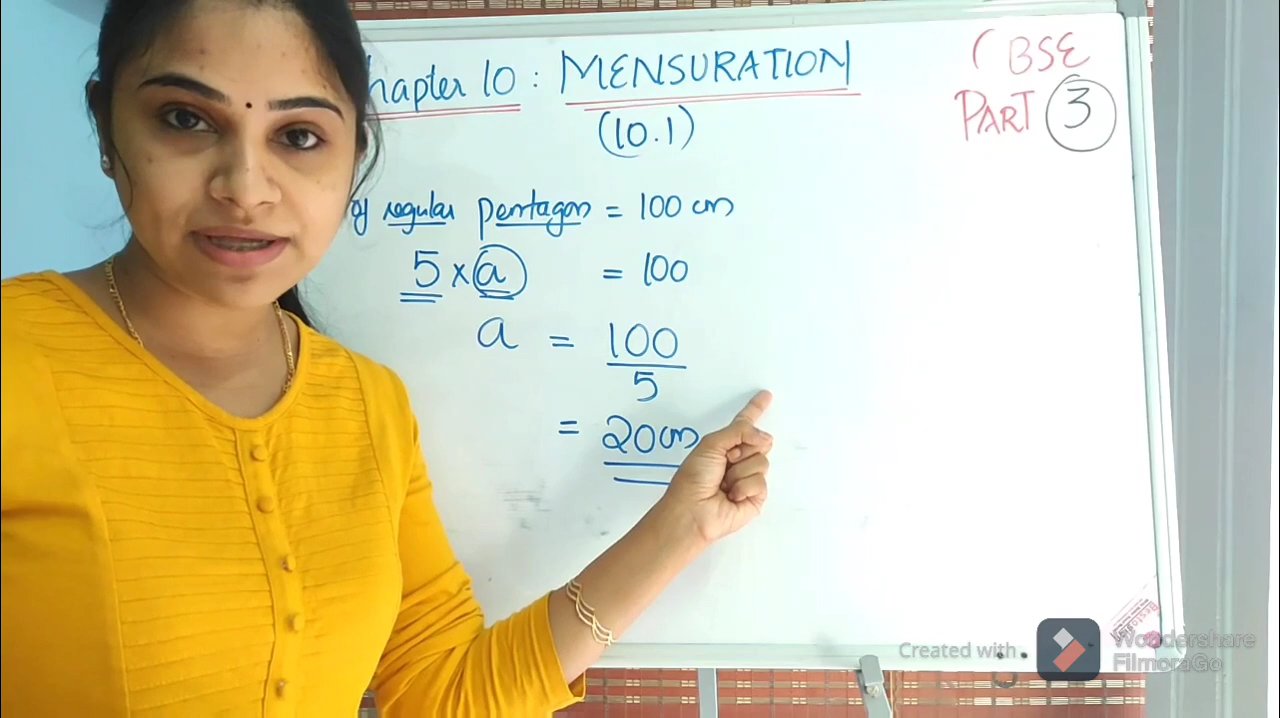 hapter 10 : MENSURATION
(10.1)
CBSE
PART 3
of regular pentagon = 100 cm
5 × a = 100
a = 100
5
= 20cm
Created with
Wondershare
FilmoraGo